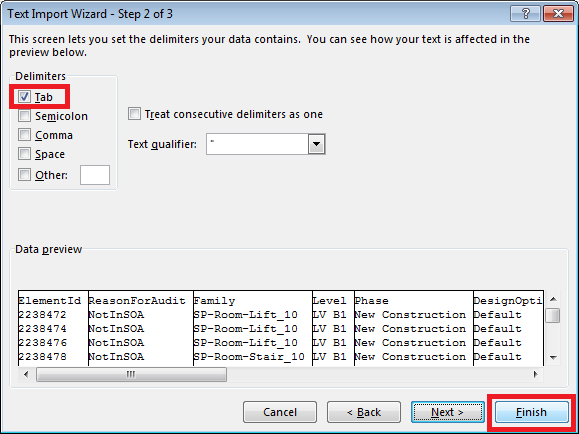 Text Import Wizard - Step 2 of 3
This screen lets you set the delimiters your data contains. You can see how your text is affected in the
preview below.
Delimiters
Tab
Semicolon
Comma
Space
Other:
Treat consecutive delimiters as one
Text qualifier: "
Data preview
ElementId ReasonForAudit Family Level Phase DesignOpti
2238472 NotInSOA SP-Room-Lift_10 LV B1 New Construction Default
2238474 NotInSOA SP-Room-Lift_10 LV B1 New Construction Default
2238476 NotInSOA SP-Room-Lift_10 LV B1 New Construction Default
2238478 NotInSOA SP-Room-Stair_10 LV B1 New Construction Default
Cancel < Back Next > Finish